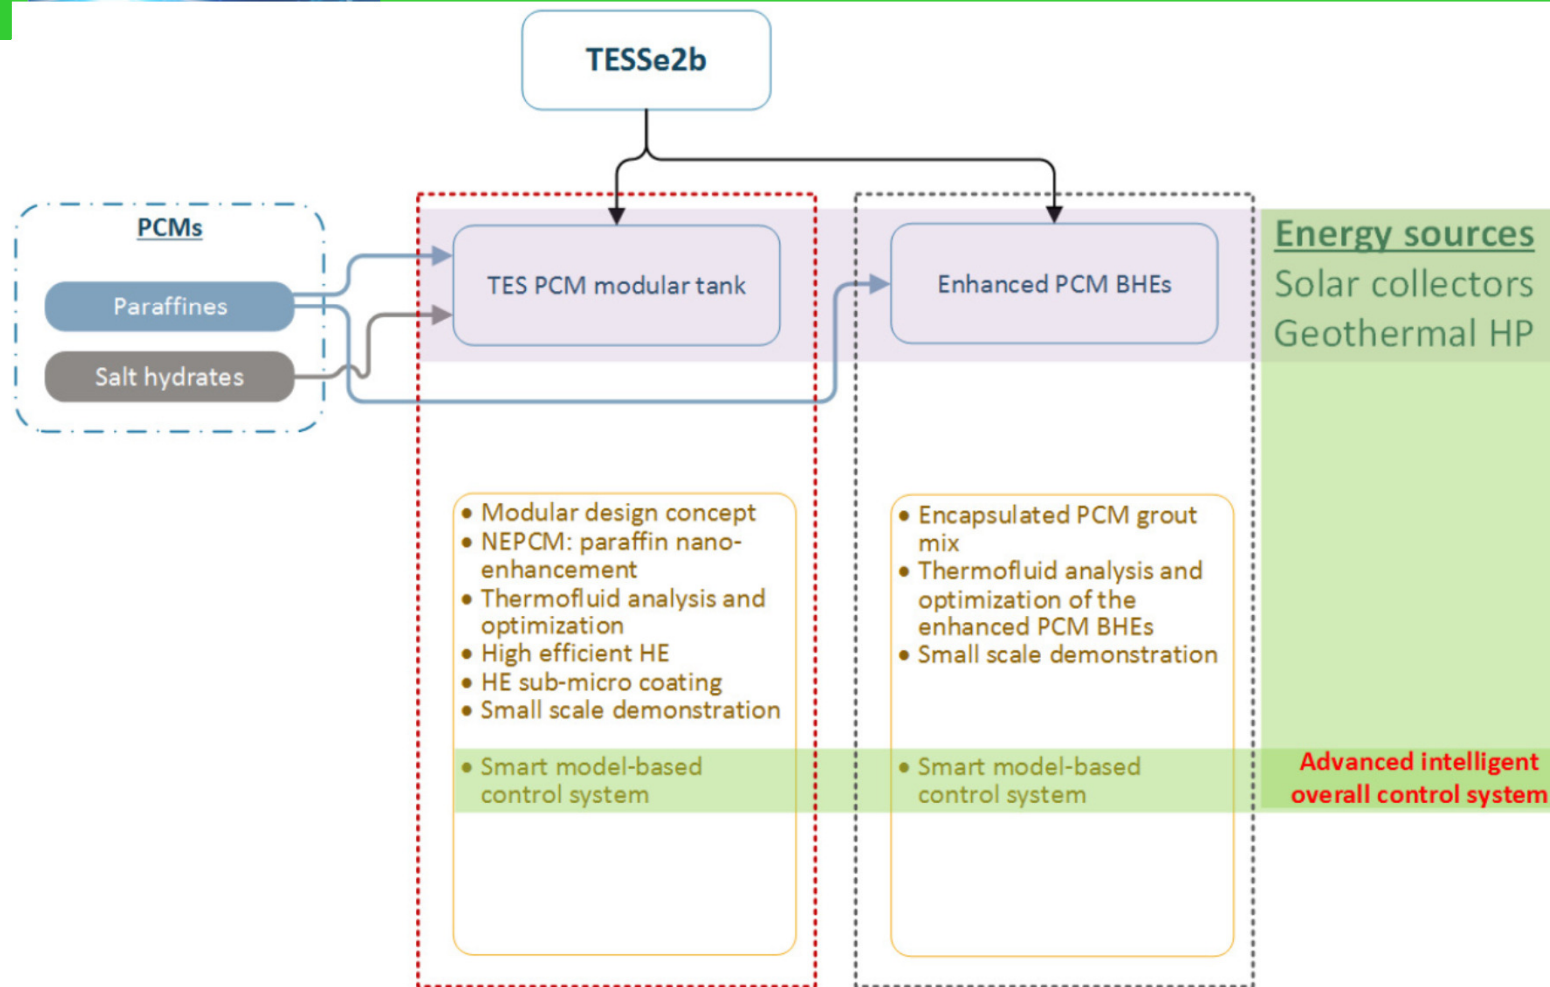 TESSe2b
PCMs
Paraffines
Salt hydrates
TES PCM modular tank
Enhanced PCM BHEs
Energy sources
Solar collectors
Geothermal HP
• Modular design concept
• NEPCM: paraffin nano-
enhancement
• Thermofluid analysis and
optimization
• High efficient HE
• HE sub-micro coating
• Small scale demonstration
• Smart model-based
control system
• Encapsulated PCM grout
mix
• Thermofluid analysis and
optimization of the
enhanced PCM BHEs
• Small scale demonstration
• Smart model-based
control system
Advanced intelligent
overall control system